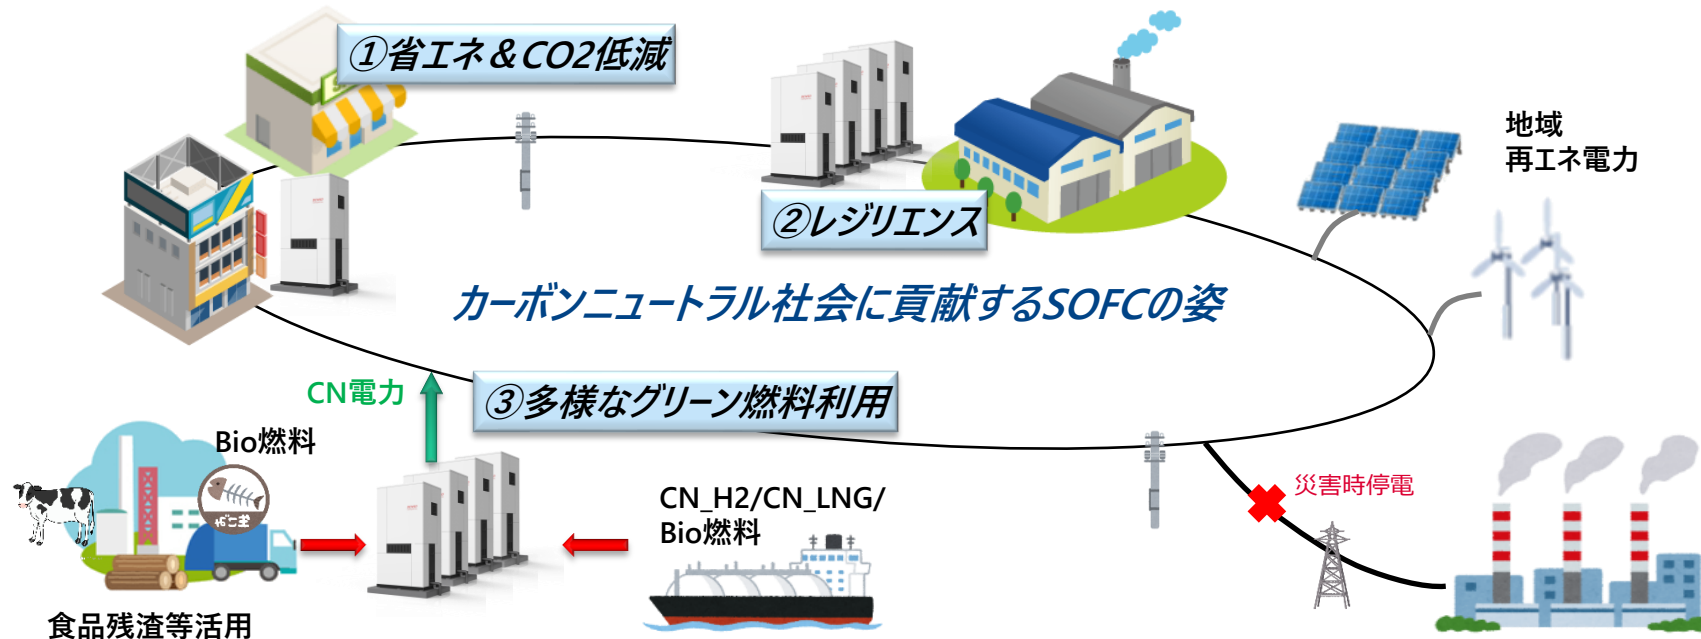 ①省エネ＆CO2低減
地域
再エネ電力
②レジリエンス
カーボンニュートラル社会に貢献するSOFCの姿
CN電力
③多様なグリーン燃料利用
Bio燃料
災害時停電
CN_H2/CN_LNG/
Bio燃料
食品残渣等活用